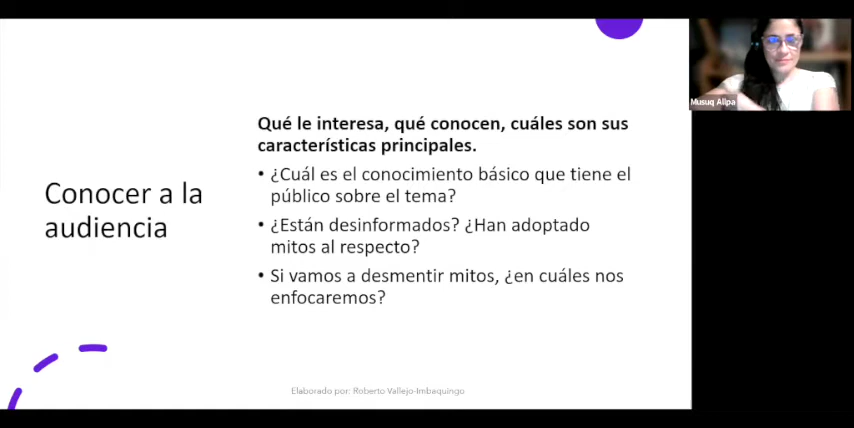 Conocer a la
audiencia
Qué le interesa, qué conocen, cuáles son sus
características principales.
• ¿Cuál es el conocimiento básico que tiene el
público sobre el tema?
• ¿Están desinformados? ¿Han adoptado
mitos al respecto?
• Si vamos a desmentir mitos, ¿en cuáles nos
enfocaremos?
Elaborado por: Roberto Vallejo-Imbaquingo
Musuq Allpa